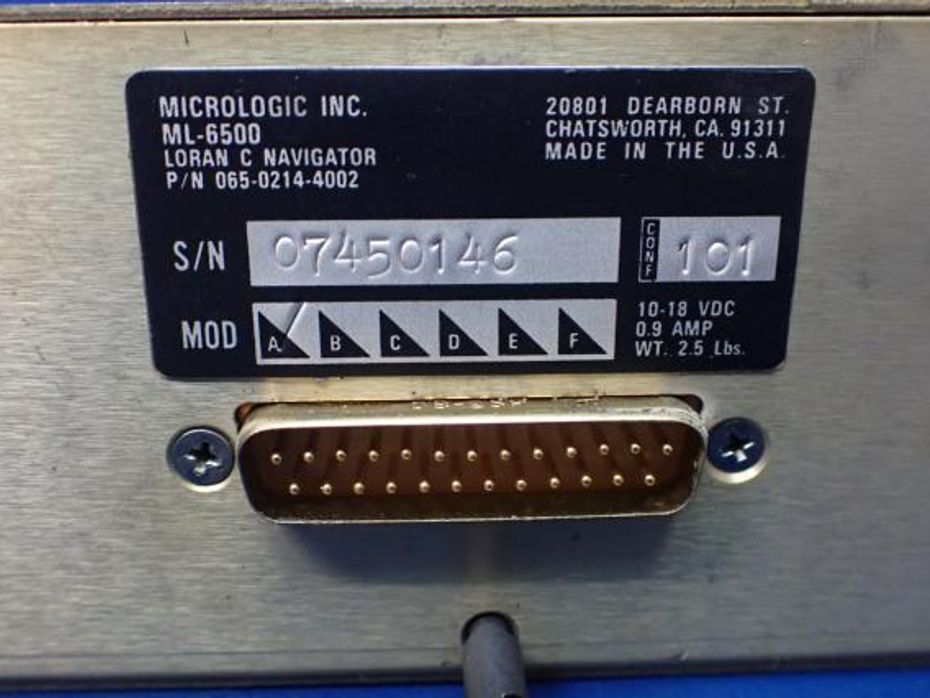 MICROLOGIC INC.
ML-6500
LORAN C NAVIGATOR
P/N 065-0214-4002
20801 DEARBORN ST.
CHATSWORTH, CA. 91311
MADE IN THE U.S.A.
S/N 07450146
CONF 101
MOD A B C D E F
10-18 VDC
0.9 AMP
WT. 2.5 Lbs.